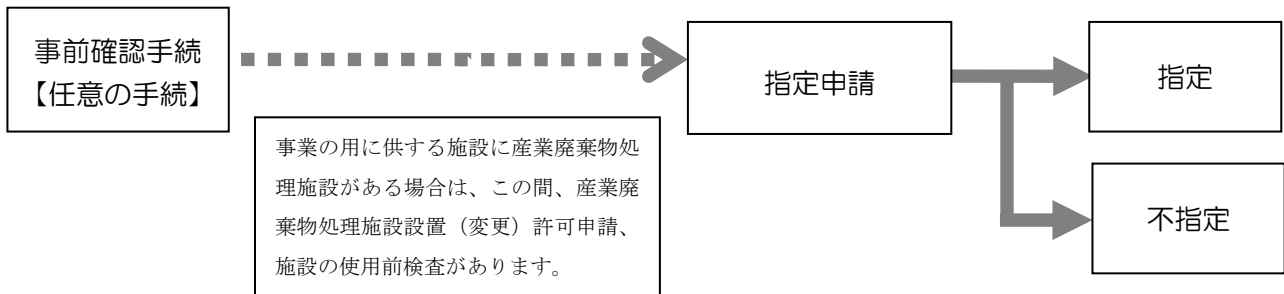 事前確認手続
【任意の手続】
事業の用に供する施設に産業廃棄物処
理施設がある場合は、この間、産業廃
棄物処理施設設置（変更）許可申請、
施設の使用前検査があります。
指定申請
指定
不指定